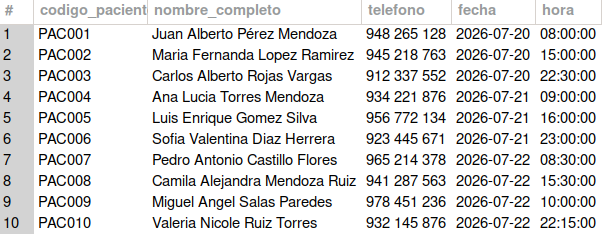 # codigo_pacient nombre_completo telefono fecha hora
1 PAC001 Juan Alberto Pérez Mendoza 948 265 128 2026-07-20 08:00:00
2 PAC002 Maria Fernanda Lopez Ramirez 945 218 763 2026-07-20 15:00:00
3 PAC003 Carlos Alberto Rojas Vargas 912 337 552 2026-07-20 22:30:00
4 PAC004 Ana Lucia Torres Mendoza 934 221 876 2026-07-21 09:00:00
5 PAC005 Luis Enrique Gomez Silva 956 772 134 2026-07-21 16:00:00
6 PAC006 Sofia Valentina Diaz Herrera 923 445 671 2026-07-21 23:00:00
7 PAC007 Pedro Antonio Castillo Flores 965 214 378 2026-07-22 08:30:00
8 PAC008 Camila Alejandra Mendoza Ruiz 941 287 563 2026-07-22 15:30:00
9 PAC009 Miguel Angel Salas Paredes 978 451 236 2026-07-22 10:00:00
10 PAC010 Valeria Nicole Ruiz Torres 932 145 876 2026-07-22 22:15:00